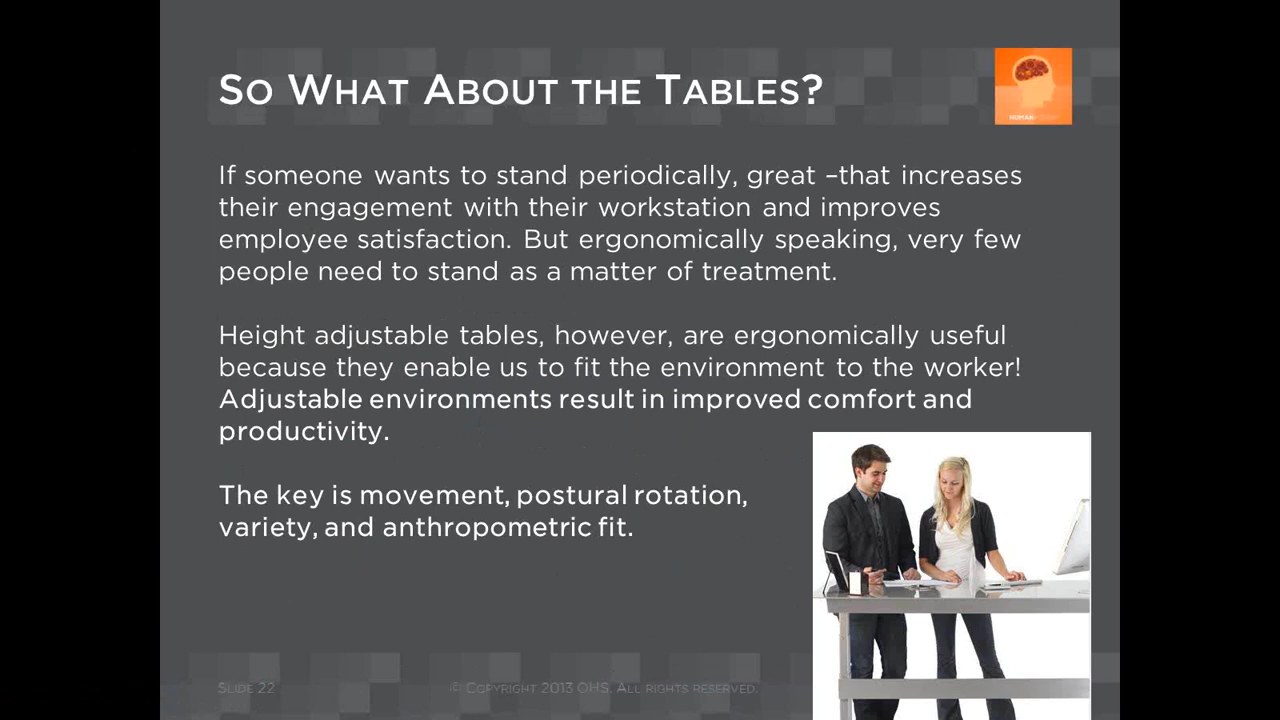 So What About the Tables?
HUMAN
If someone wants to stand periodically, great –that increases
their engagement with their workstation and improves
employee satisfaction. But ergonomically speaking, very few
people need to stand as a matter of treatment.
Height adjustable tables, however, are ergonomically useful
because they enable us to fit the environment to the worker!
Adjustable environments result in improved comfort and
productivity.
The key is movement, postural rotation,
variety, and anthropometric fit.
Slide 22
© Copyright 2013 OHS. All rights reserved.